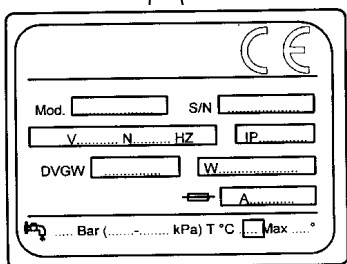 CE
Mod. .............. S/N ..............
V.......... N......... HZ IP.........
DVGW .............. W...................
A............
..... Bar (.......-....... kPa) T °C .... Max .....°